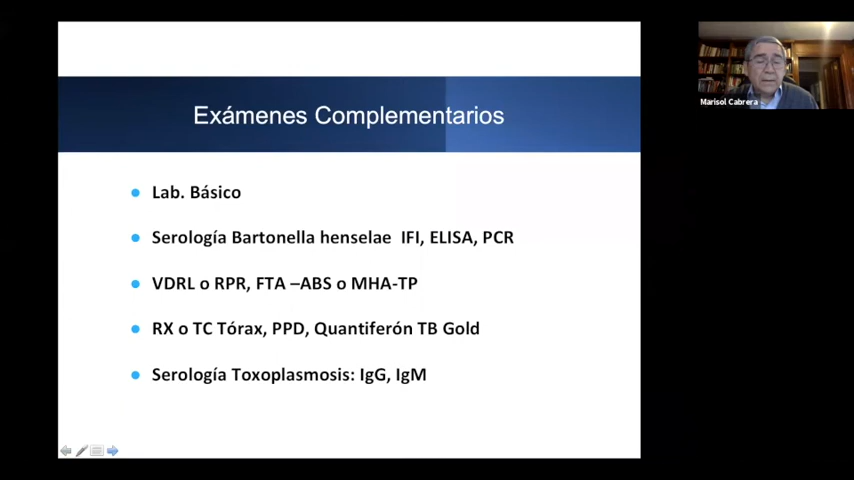 Exámenes Complementarios
Marisol Cabrera
Lab. Básico
Serología Bartonella henselae IFI, ELISA, PCR
VDRL o RPR, FTA –ABS o MHA-TP
RX o TC Tórax, PPD, Quantiferón TB Gold
Serología Toxoplasmosis: IgG, IgM